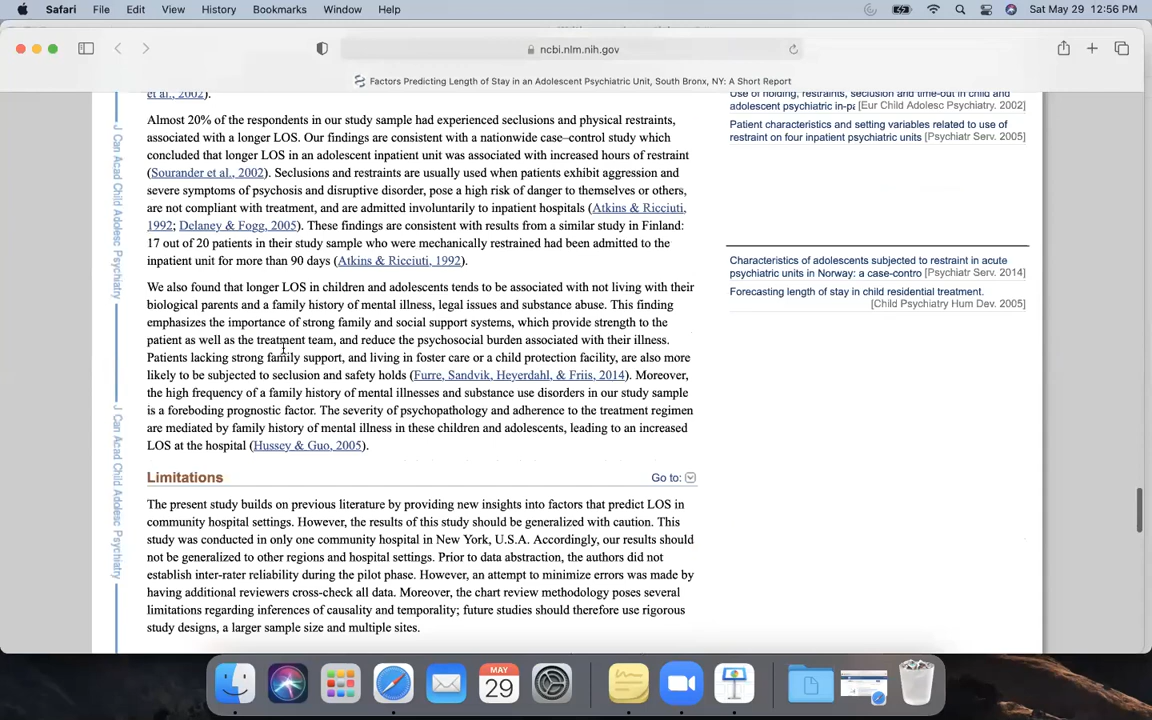 Safari File Edit View History Bookmarks Window Help Sat May 29 12:56 PM
ncbi.nlm.nih.gov
Factors Predicting Length of Stay in an Adolescent Psychiatric Unit, South Bronx, NY: A Short Report
et al., 2002).
Almost 20% of the respondents in our study sample had experienced seclusions and physical restraints,
associated with a longer LOS. Our findings are consistent with a nationwide case–control study which
concluded that longer LOS in an adolescent inpatient unit was associated with increased hours of restraint
(Sourander et al., 2002). Seclusions and restraints are usually used when patients exhibit aggression and
severe symptoms of psychosis and disruptive disorder, pose a high risk of danger to themselves or others,
are not compliant with treatment, and are admitted involuntarily to inpatient hospitals (Atkins & Ricciuti,
1992; Delaney & Fogg, 2005). These findings are consistent with results from a similar study in Finland:
17 out of 20 patients in their study sample who were mechanically restrained had been admitted to the
inpatient unit for more than 90 days (Atkins & Ricciuti, 1992).
We also found that longer LOS in children and adolescents tends to be associated with not living with their
biological parents and a family history of mental illness, legal issues and substance abuse. This finding
emphasizes the importance of strong family and social support systems, which provide strength to the
patient as well as the treatment team, and reduce the psychosocial burden associated with their illness.
Patients lacking strong family support, and living in foster care or a child protection facility, are also more
likely to be subjected to seclusion and safety holds (Furre, Sandvik, Heyerdahl, & Friis, 2014). Moreover,
the high frequency of a family history of mental illnesses and substance use disorders in our study sample
is a foreboding prognostic factor. The severity of psychopathology and adherence to the treatment regimen
are mediated by family history of mental illness in these children and adolescents, leading to an increased
LOS at the hospital (Hussey & Guo, 2005).
Limitations Go to:
The present study builds on previous literature by providing new insights into factors that predict LOS in
community hospital settings. However, the results of this study should be generalized with caution. This
study was conducted in only one community hospital in New York, U.S.A. Accordingly, our results should
not be generalized to other regions and hospital settings. Prior to data abstraction, the authors did not
establish inter-rater reliability during the pilot phase. However, an attempt to minimize errors was made by
having additional reviewers cross-check all data. Moreover, the chart review methodology poses several
limitations regarding inferences of causality and temporality; future studies should therefore use rigorous
study designs, a larger sample size and multiple sites.
Use of holding, restraints, seclusion and time-out in child and
adolescent psychiatric in-pa [Eur Child Adolesc Psychiatry. 2002]
Patient characteristics and setting variables related to use of
restraint on four inpatient psychiatric units [Psychiatr Serv. 2005]
Characteristics of adolescents subjected to restraint in acute
psychiatric units in Norway: a case-contro [Psychiatr Serv. 2014]
Forecasting length of stay in child residential treatment.
[Child Psychiatry Hum Dev. 2005]
J Can Acad Child Adolesc Psychiatry
J Can Acad Child Adolesc Psychiatry
MAY
29